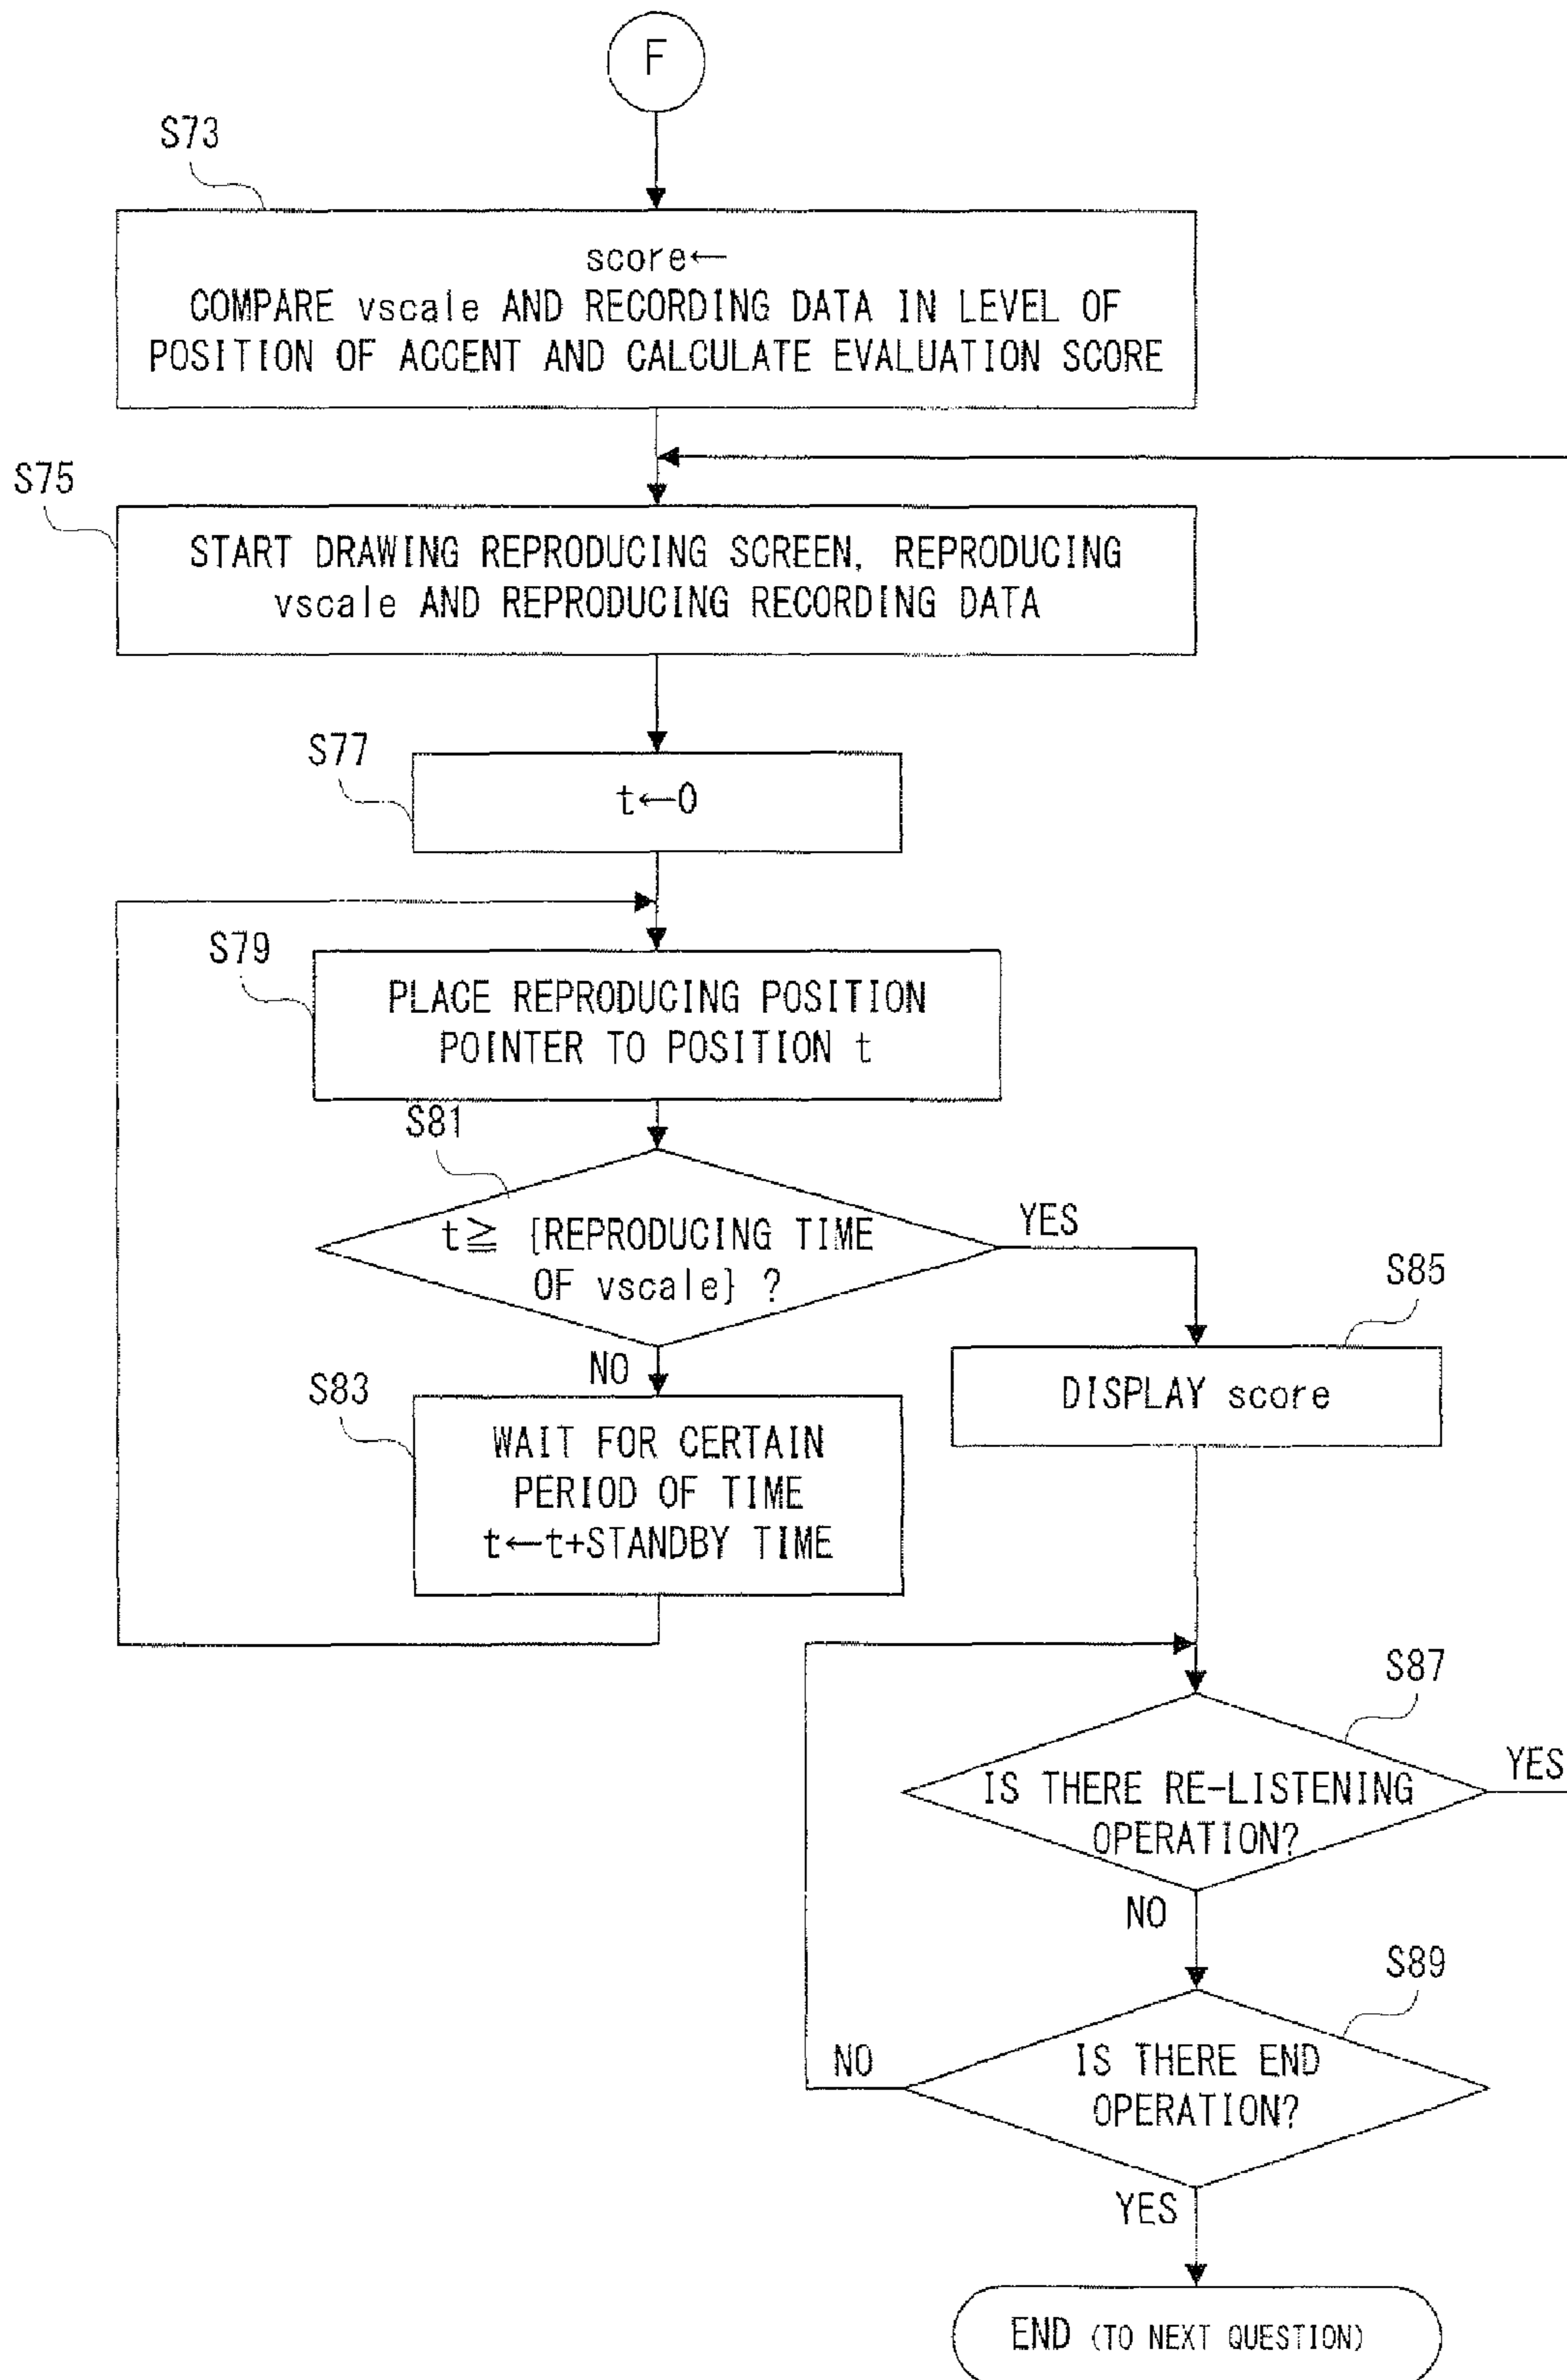 F
S73
score←
COMPARE vscale AND RECORDING DATA IN LEVEL OF
POSITION OF ACCENT AND CALCULATE EVALUATION SCORE
S75
START DRAWING REPRODUCING SCREEN, REPRODUCING
vscale AND REPRODUCING RECORDING DATA
S77
t←0
S79
PLACE REPRODUCING POSITION
POINTER TO POSITION t
S81
t≧ {REPRODUCING TIME
OF vscale} ?
YES
NO
S83
WAIT FOR CERTAIN
PERIOD OF TIME
t←t+STANDBY TIME
S85
DISPLAY score
S87
IS THERE RE-LISTENING
OPERATION?
YES
NO
S89
IS THERE END
OPERATION?
NO
YES
END (TO NEXT QUESTION)